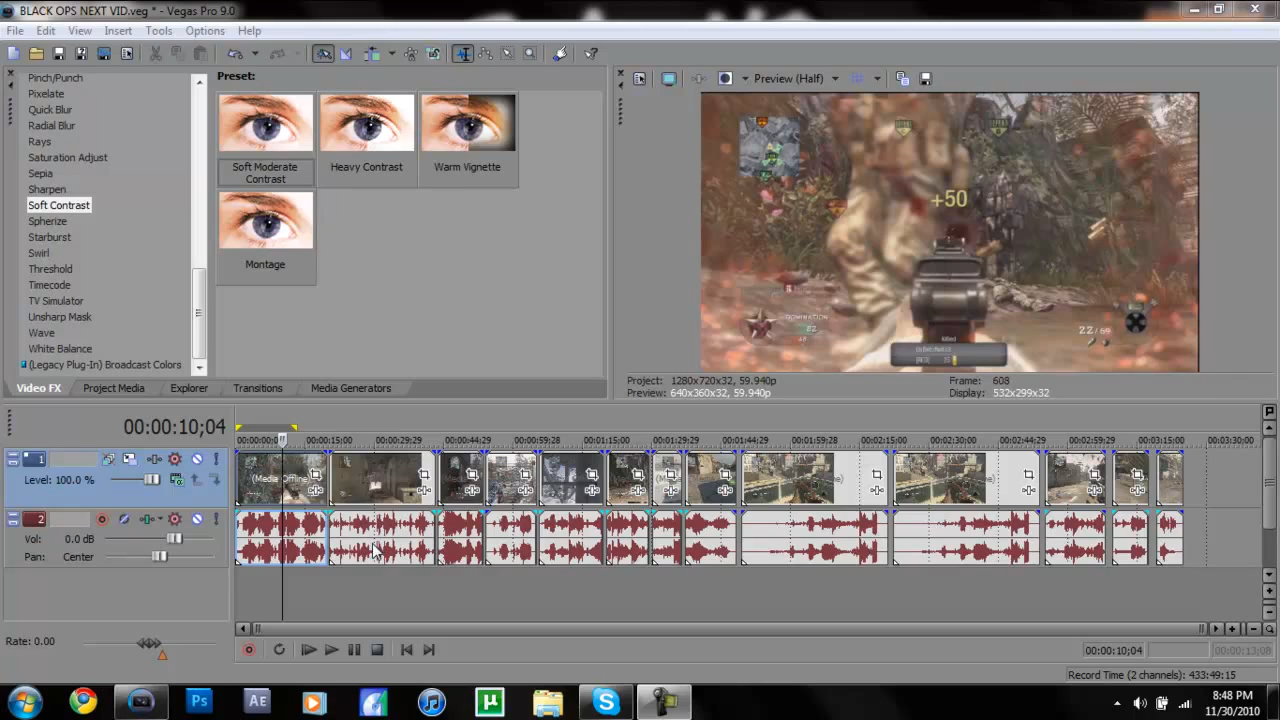 BLACK OPS NEXT VID.veg * - Vegas Pro 9.0
File Edit View Insert Tools Options Help
Pinch/Punch
Pixelate
Quick Blur
Radial Blur
Rays
Saturation Adjust
Sepia
Sharpen
Soft Contrast
Spherize
Starburst
Swirl
Threshold
Timecode
TV Simulator
Unsharp Mask
Wave
White Balance
(Legacy Plug-In) Broadcast Colors
Preset:
Soft Moderate
Contrast
Heavy Contrast
Warm Vignette
Montage
Video FX Project Media Explorer Transitions Media Generators
Preview (Half)
+50
DOMINATION
82
22/69
Killed
Project: 1280x720x32, 59.940p
Frame: 608
Preview: 640x360x32, 59.940p
Display: 532x299x32
00:00:10;04
00:00:15;00 00:00:29;29 00:00:44;29 00:00:59;28 00:01:15;00 00:01:29;29 00:01:44;29 00:01:59;28 00:02:15;00 00:02:30;00 00:02:44;29 00:02:59;29 00:03:15:00 00:03:30;00
1
Level: 100.0 %
(Media Offline)
2
Vol: 0.0 dB
Pan: Center
Rate: 0.00
00:00:10;04
00:00:13;08
Record Time (2 channels): 433:49:15
Ps
Ae
8:48 PM
11/30/2010